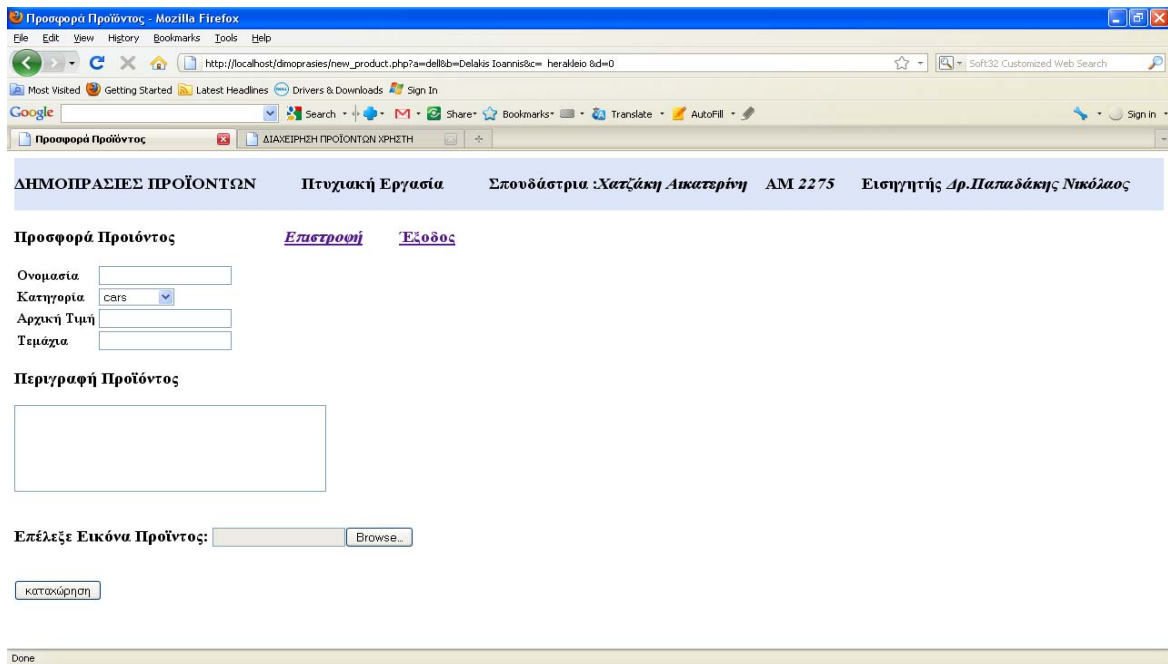 Προσφορά Προϊόντος - Mozilla Firefox
File Edit View History Bookmarks Tools Help
http://localhost/dimoprasies/new_product.php?a=dell&b=Delakis Ioannis&c= herakleio &d=0
Soft32 Customized Web Search
Most Visited Getting Started Latest Headlines Drivers & Downloads Sign In
Google Search Share Bookmarks Translate AutoFill Sign in
Προσφορά Προϊόντος ΔΙΑΧΕΙΡΗΣΗ ΠΡΟΪΟΝΤΩΝ ΧΡΗΣΤΗ
ΔΗΜΟΠΡΑΣΙΕΣ ΠΡΟΪΟΝΤΩΝ Πτυχιακή Εργασία Σπουδάστρια :Χατζάκη Αικατερίνη ΑΜ 2275 Εισηγητής Δρ.Παπαδάκης Νικόλαος
Προσφορά Προιόντος Επιστροφή Έξοδος
Ονομασία
Κατηγορία cars
Αρχική Τιμή
Τεμάχια
Περιγραφή Προϊόντος
Επέλεξε Εικόνα Προϊντος: Browse...
καταχώρηση
Done